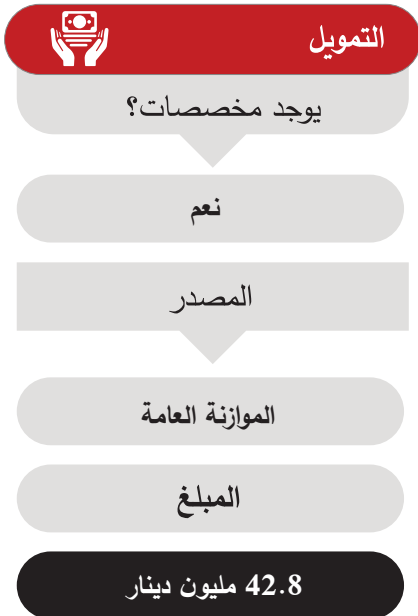 التمويل
يوجد مخصصات؟
نعم
المصدر
الموازنة العامة
المبلغ
42.8 مليون دينار